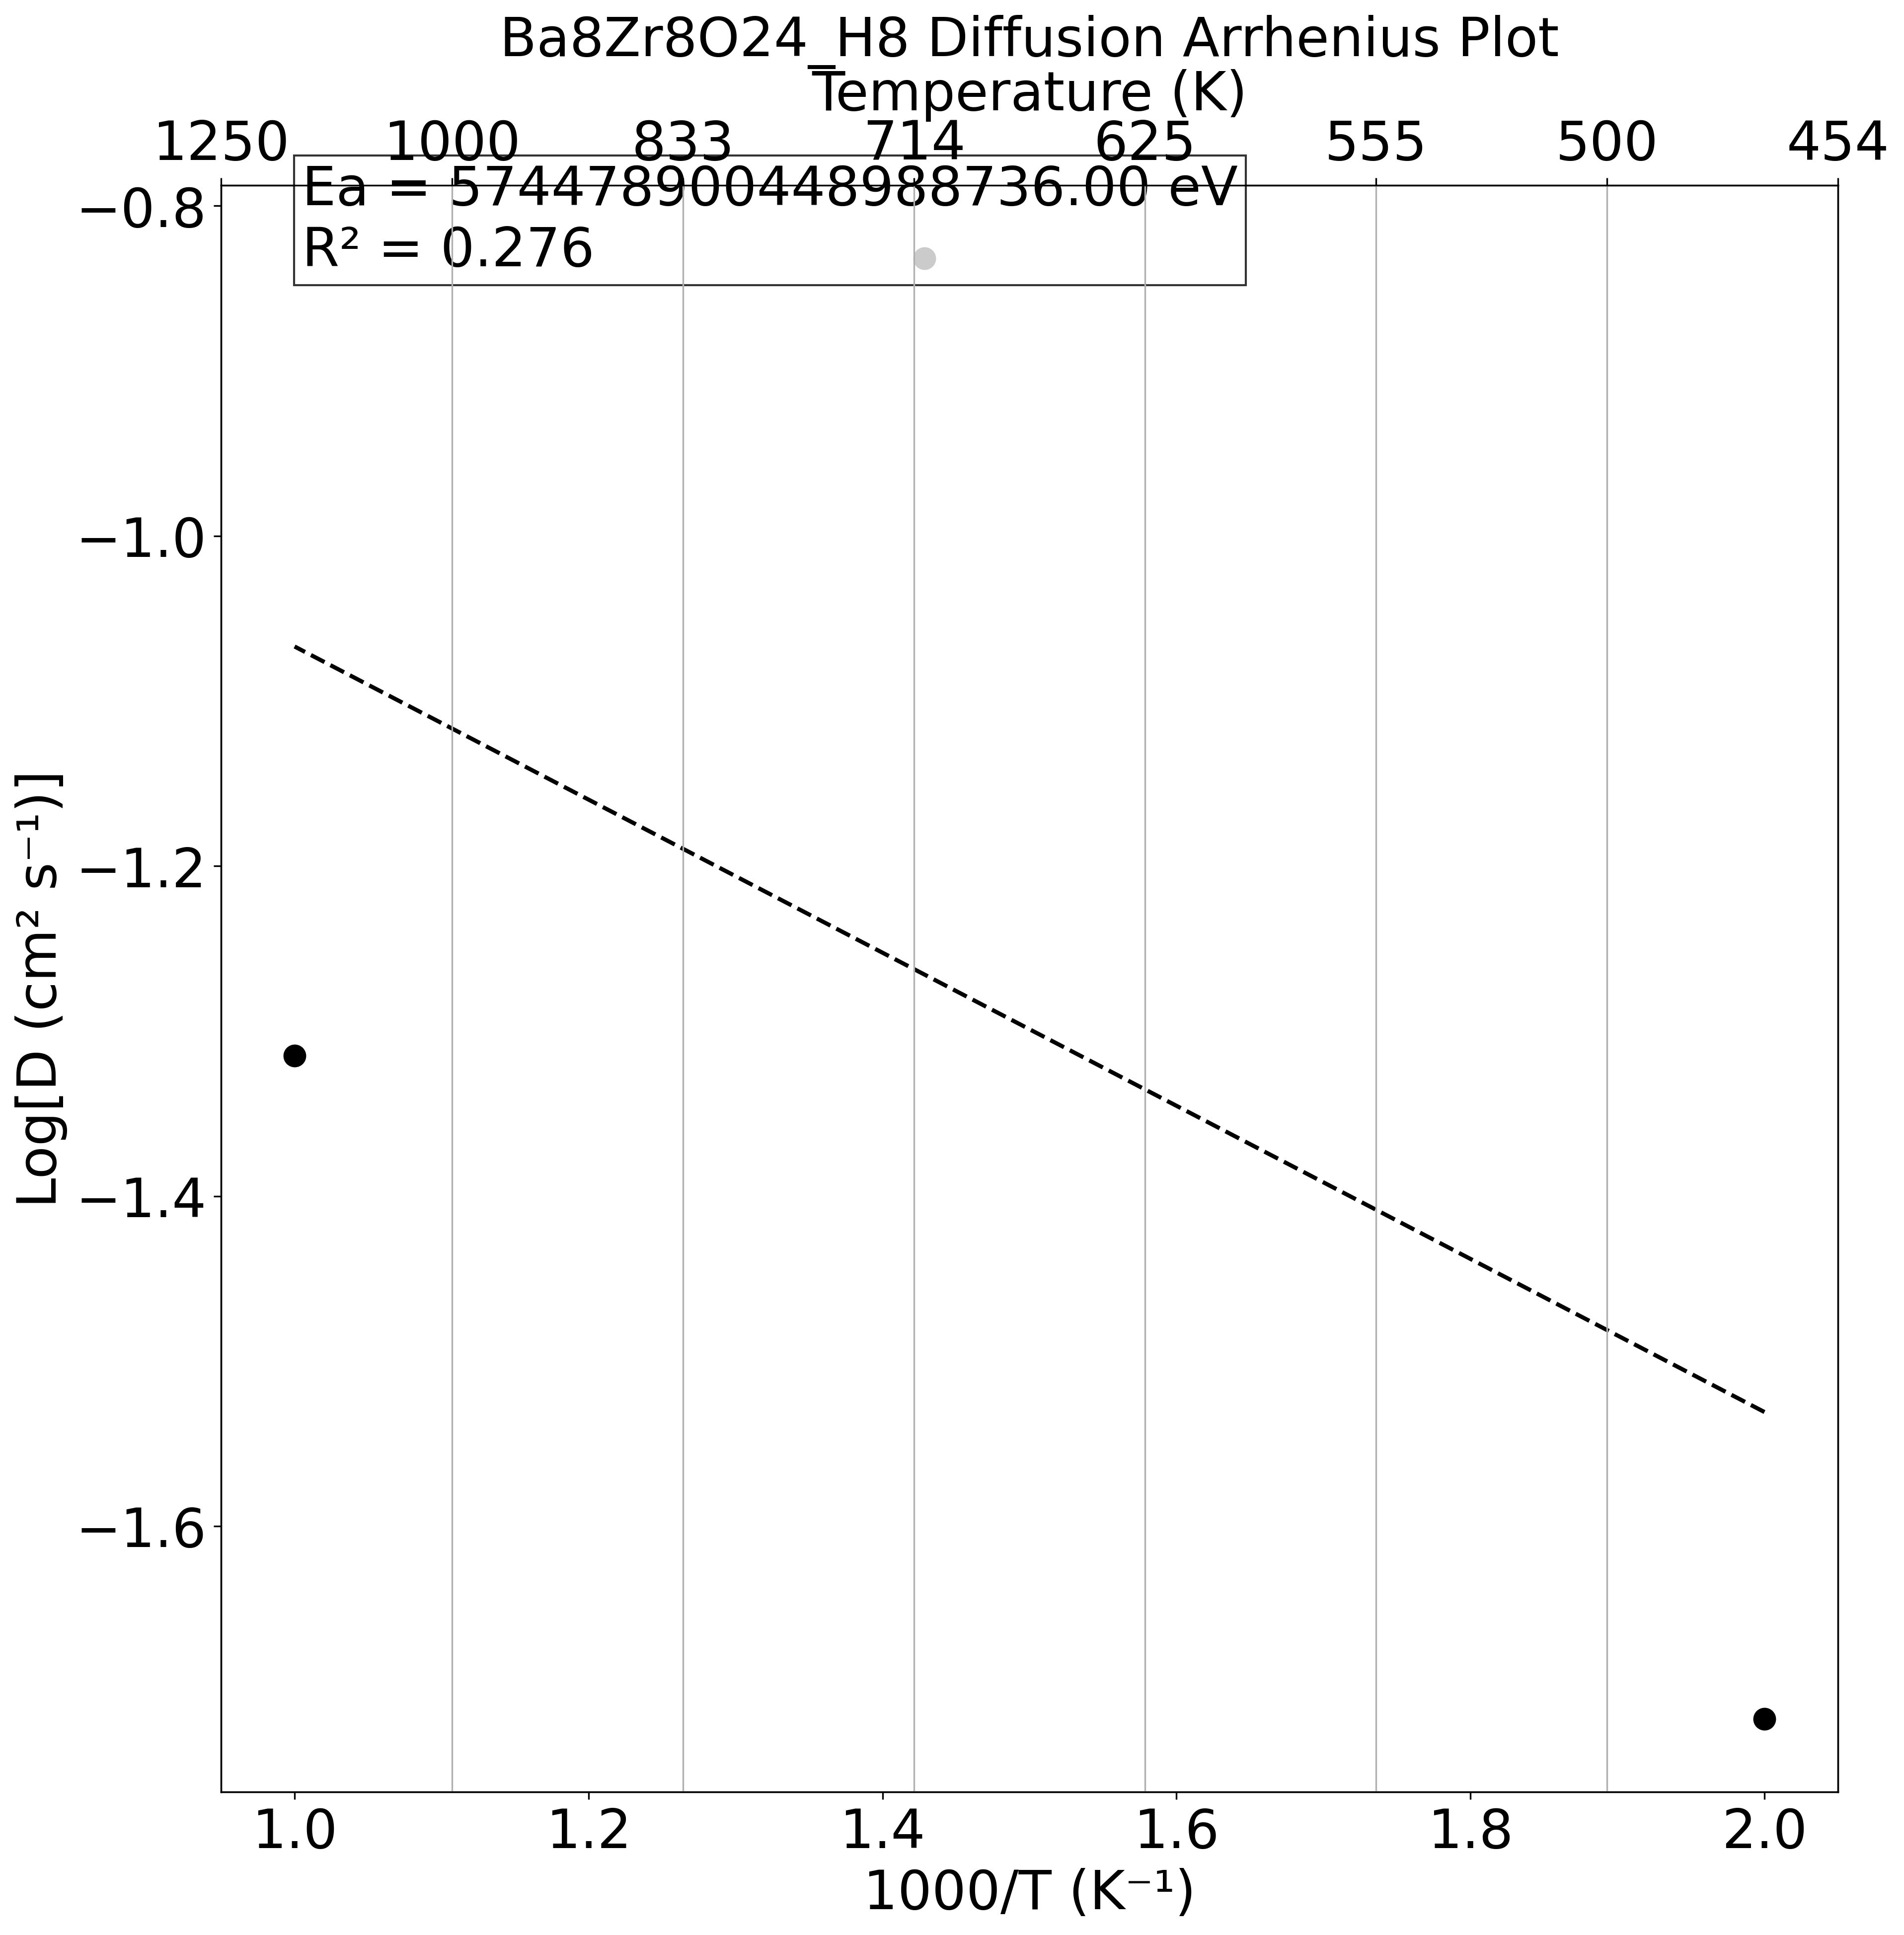 Ba8Zr8O24_H8 Diffusion Arrhenius Plot
Temperature (K)
1250 1000 833 714 625 555 500 454
Ea = 574478900448988736.00 eV
R² = 0.276
−0.8
−1.0
−1.2
−1.4
−1.6
Log[D (cm² s⁻¹)]
1.0 1.2 1.4 1.6 1.8 2.0
1000/T (K⁻¹)